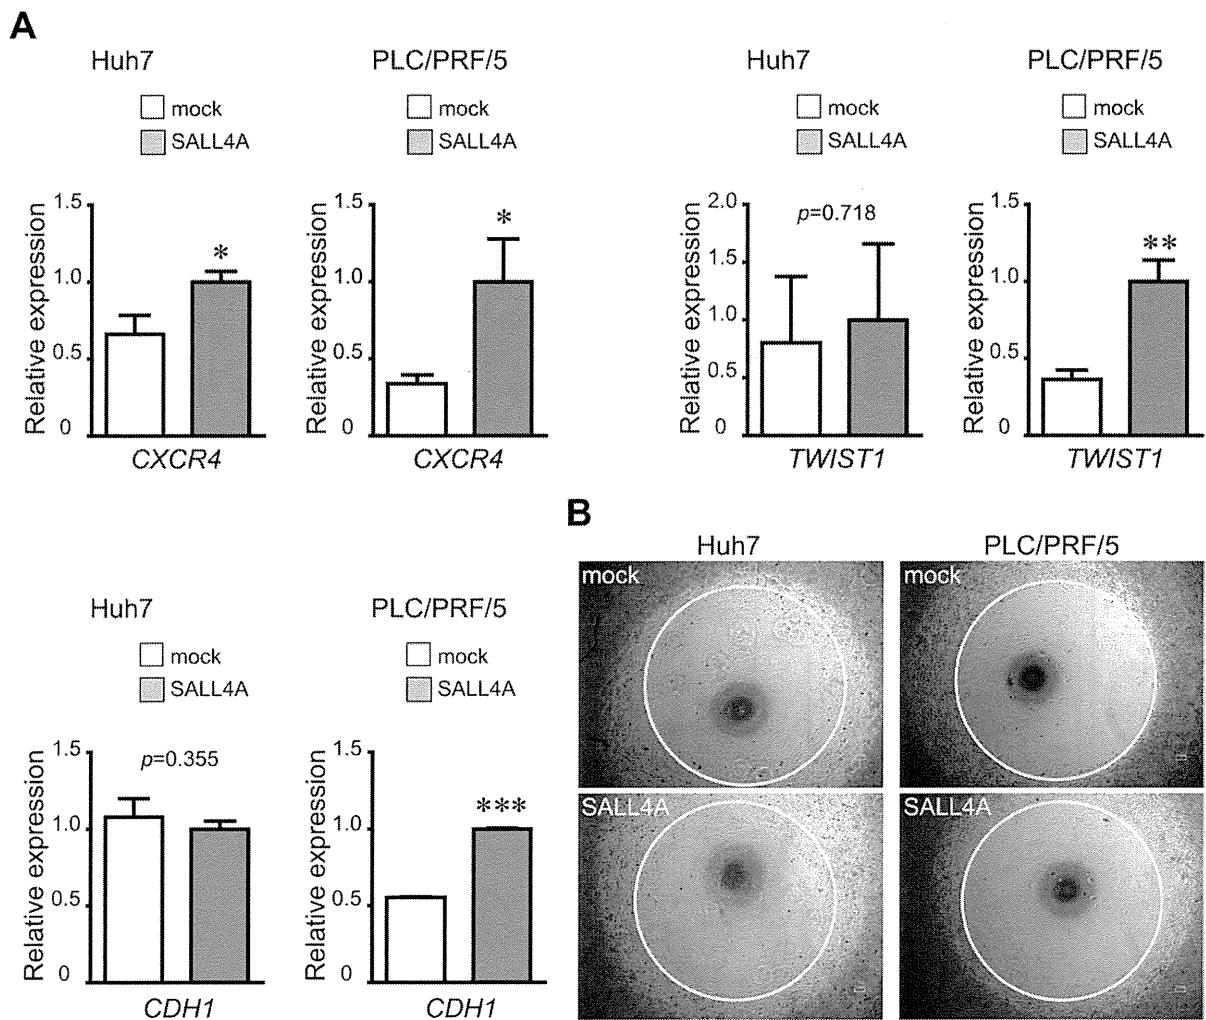 A
Huh7
mock
SALL4A
Relative expression
1.5
1.0
0.5
0
*
CXCR4
PLC/PRF/5
mock
SALL4A
Relative expression
1.5
1.0
0.5
0
*
CXCR4
Huh7
mock
SALL4A
Relative expression
2.0
1.5
1.0
0.5
0
p=0.718
TWIST1
PLC/PRF/5
mock
SALL4A
Relative expression
1.5
1.0
0.5
0
**
TWIST1
Huh7
mock
SALL4A
Relative expression
1.5
1.0
0.5
0
p=0.355
CDH1
PLC/PRF/5
mock
SALL4A
Relative expression
1.5
1.0
0.5
0
***
CDH1
B
Huh7
PLC/PRF/5
mock
mock
SALL4A
SALL4A